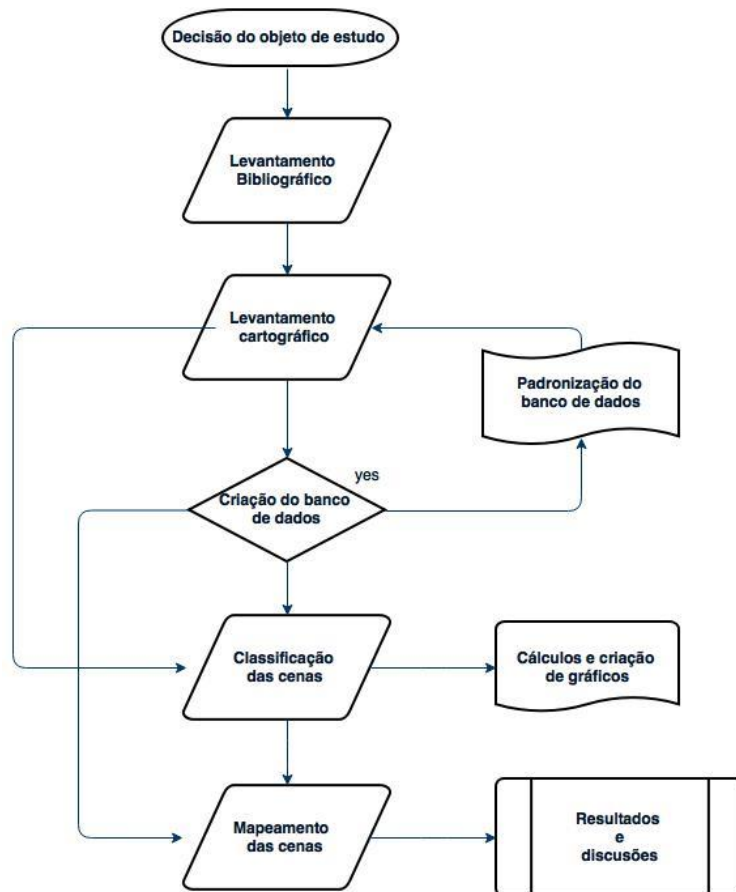 Decisão do objeto de estudo
Levantamento
Bibliográfico
Levantamento
cartográfico
Padronização do
banco de dados
yes
Criação do banco
de dados
Classificação
das cenas
Cálculos e criação
de gráficos
Mapeamento
das cenas
Resultados
e
discusões